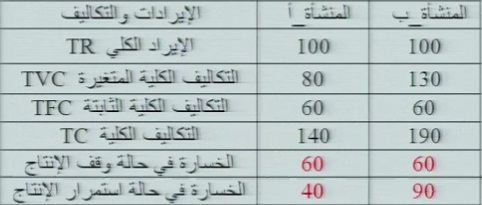 الإيرادات والتكاليف المنشأة_أ المنشأة_ب
الإيراد الكلي TR 100 100
التكاليف الكلية المتغيرة TVC 80 130
التكاليف الكلية الثابتة TFC 60 60
التكاليف الكلية TC 140 190
الخسارة في حالة وقف الإنتاج 60 60
الخسارة في حالة استمرار الإنتاج 40 90